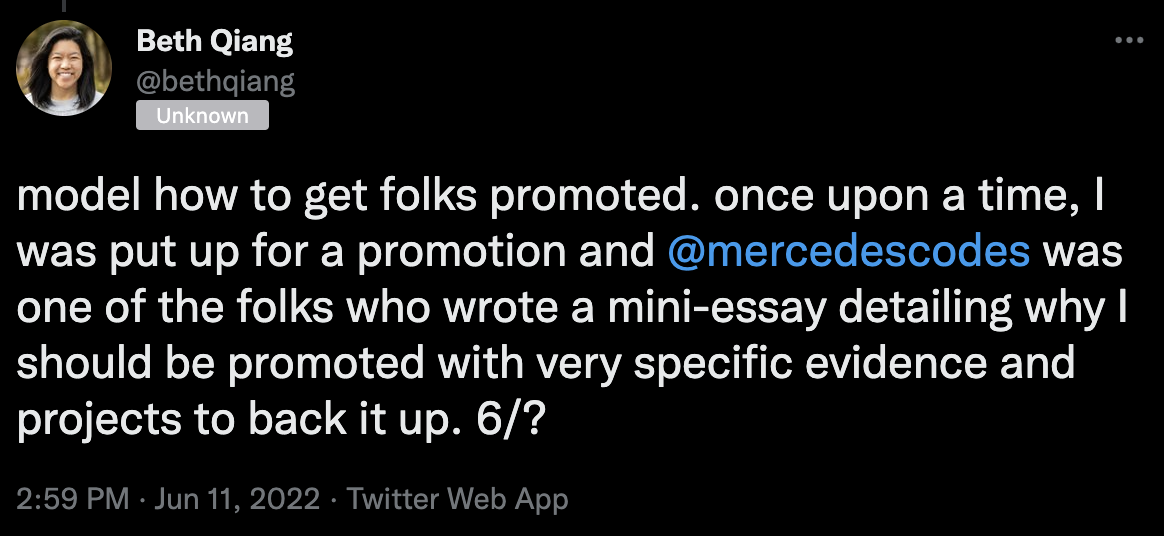 Beth Qiang
@bethqiang
Unknown
model how to get folks promoted. once upon a time, I
was put up for a promotion and @mercedescodes was
one of the folks who wrote a mini-essay detailing why I
should be promoted with very specific evidence and
projects to back it up. 6/?
2:59 PM · Jun 11, 2022 · Twitter Web App